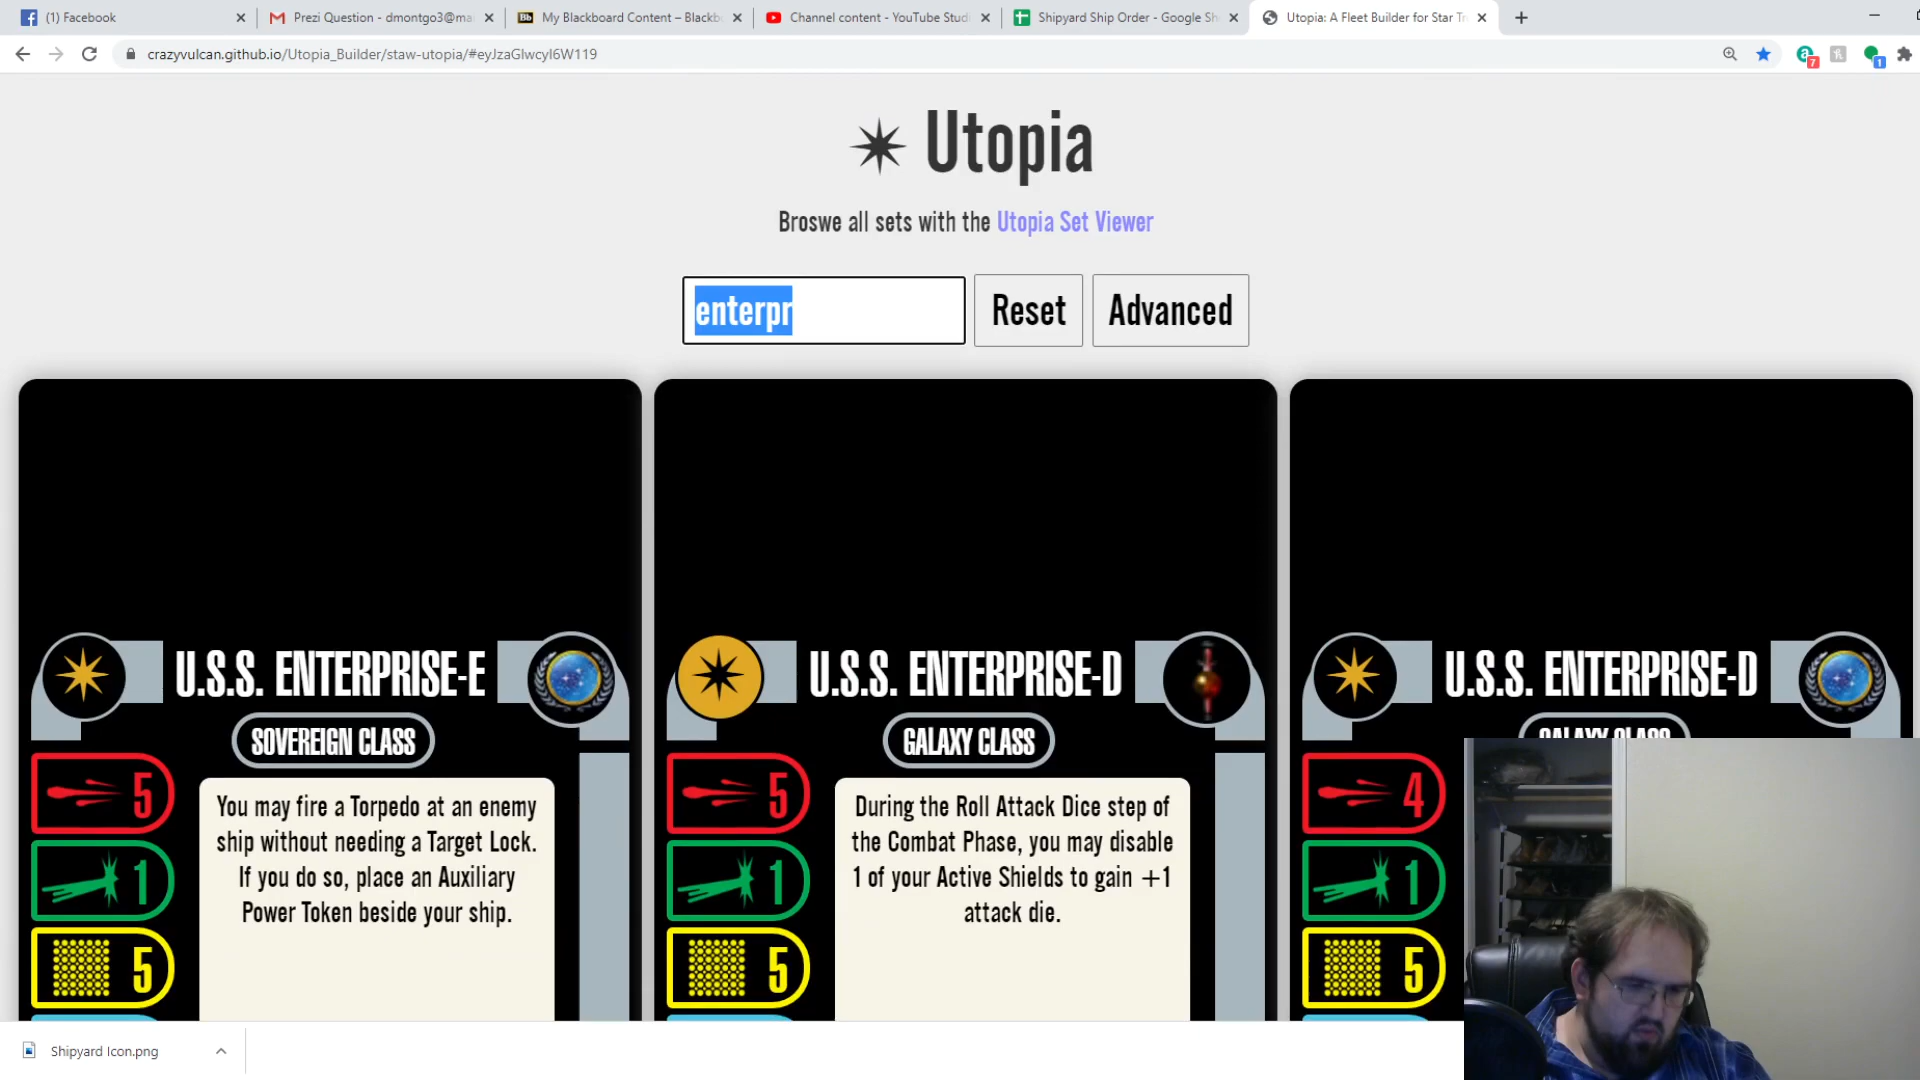 (1) Facebook
Prezi Question - dmontgo3@ma
My Blackboard Content – Blackb
Channel content - YouTube Studi
Shipyard Ship Order - Google Sh
Utopia: A Fleet Builder for Star Tr
crazyvulcan.github.io/Utopia_Builder/staw-utopia/#eyJzaGlwcyI6W119
7
1
Utopia
Broswe all sets with the Utopia Set Viewer
enterpr
Reset
Advanced
U.S.S. ENTERPRISE-E
SOVEREIGN CLASS
5
1
5
You may fire a Torpedo at an enemy
ship without needing a Target Lock.
If you do so, place an Auxiliary
Power Token beside your ship.
U.S.S. ENTERPRISE-D
GALAXY CLASS
5
1
5
During the Roll Attack Dice step of
the Combat Phase, you may disable
1 of your Active Shields to gain +1
attack die.
U.S.S. ENTERPRISE-D
GALAXY CLASS
4
1
5
Shipyard Icon.png